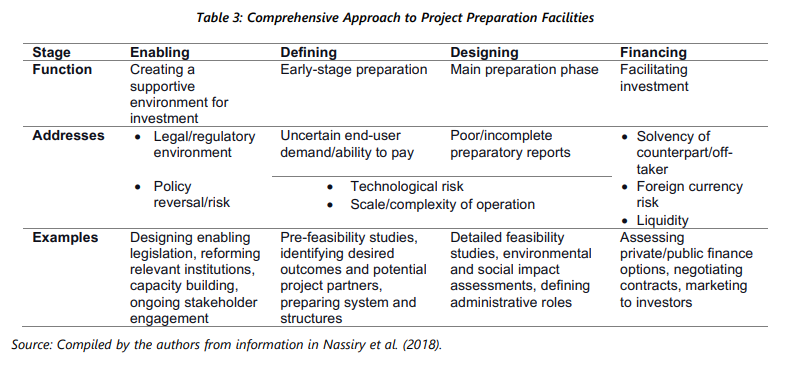 Table 3: Comprehensive Approach to Project Preparation Facilities
Stage Enabling Defining Designing Financing
Function Creating a supportive environment for investment Early-stage preparation Main preparation phase Facilitating investment
Addresses
• Legal/regulatory environment
• Policy reversal/risk
Uncertain end-user demand/ability to pay
Poor/incomplete preparatory reports
• Technological risk
• Scale/complexity of operation
• Solvency of counterpart/off-taker
• Foreign currency risk
• Liquidity
Examples
Designing enabling legislation, reforming relevant institutions, capacity building, ongoing stakeholder engagement
Pre-feasibility studies, identifying desired outcomes and potential project partners, preparing system and structures
Detailed feasibility studies, environmental and social impact assessments, defining administrative roles
Assessing private/public finance options, negotiating contracts, marketing to investors
Source: Compiled by the authors from information in Nassiry et al. (2018).